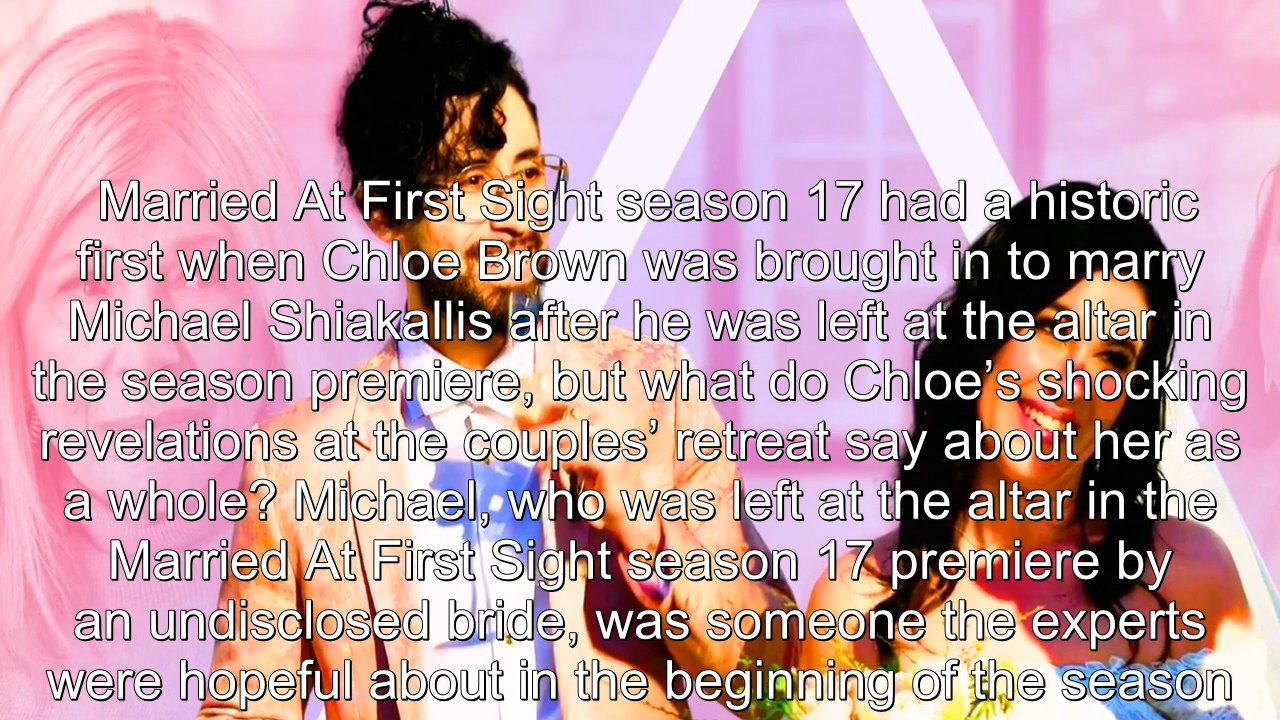 Married At First Sight season 17 had a historic
first when Chloe Brown was brought in to marry
Michael Shiakallis after he was left at the altar in
the season premiere, but what do Chloe’s shocking
revelations at the couples’ retreat say about her as
a whole? Michael, who was left at the altar in the
Married At First Sight season 17 premiere by
an undisclosed bride, was someone the experts
were hopeful about in the beginning of the season